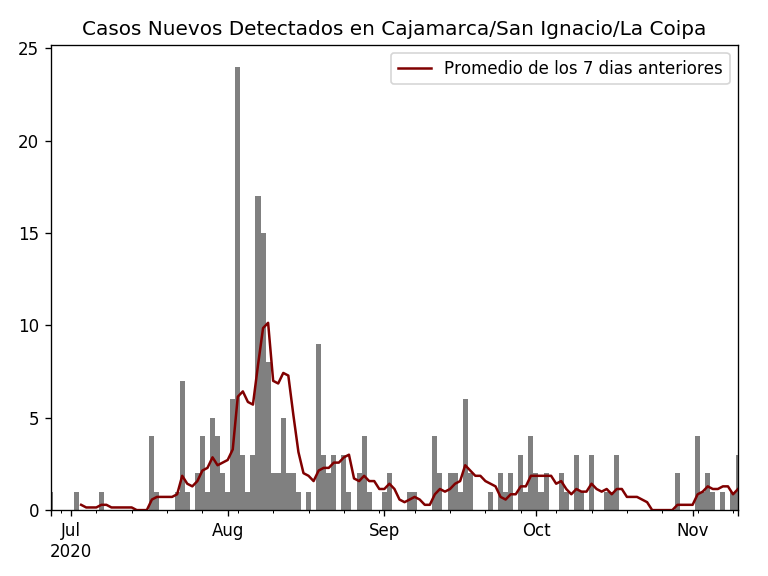 Casos Nuevos Detectados en Cajamarca/San Ignacio/La Coipa
Promedio de los 7 dias anteriores
25
20
15
10
5
0
Jul Aug Sep Oct Nov
2020